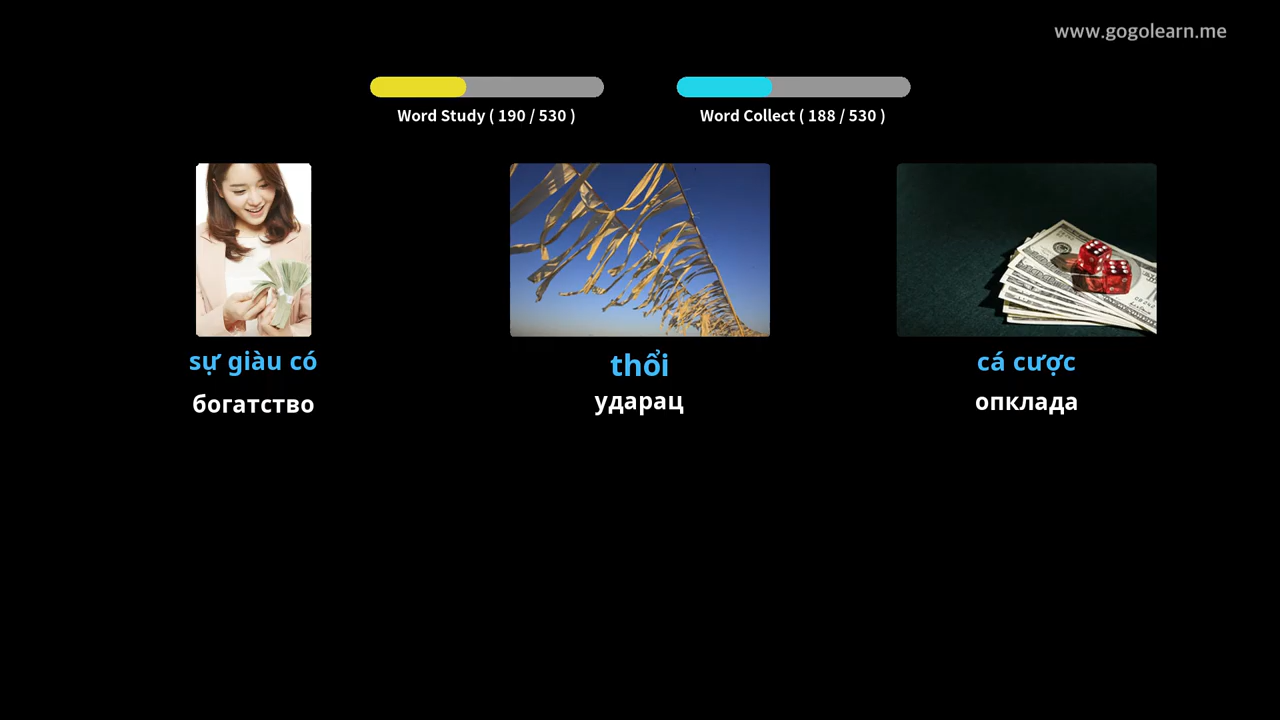 www.gogolearn.me
Word Study ( 190 / 530 )
Word Collect ( 188 / 530 )
sự giàu có
богатство
thổi
ударац
cá cược
опклада